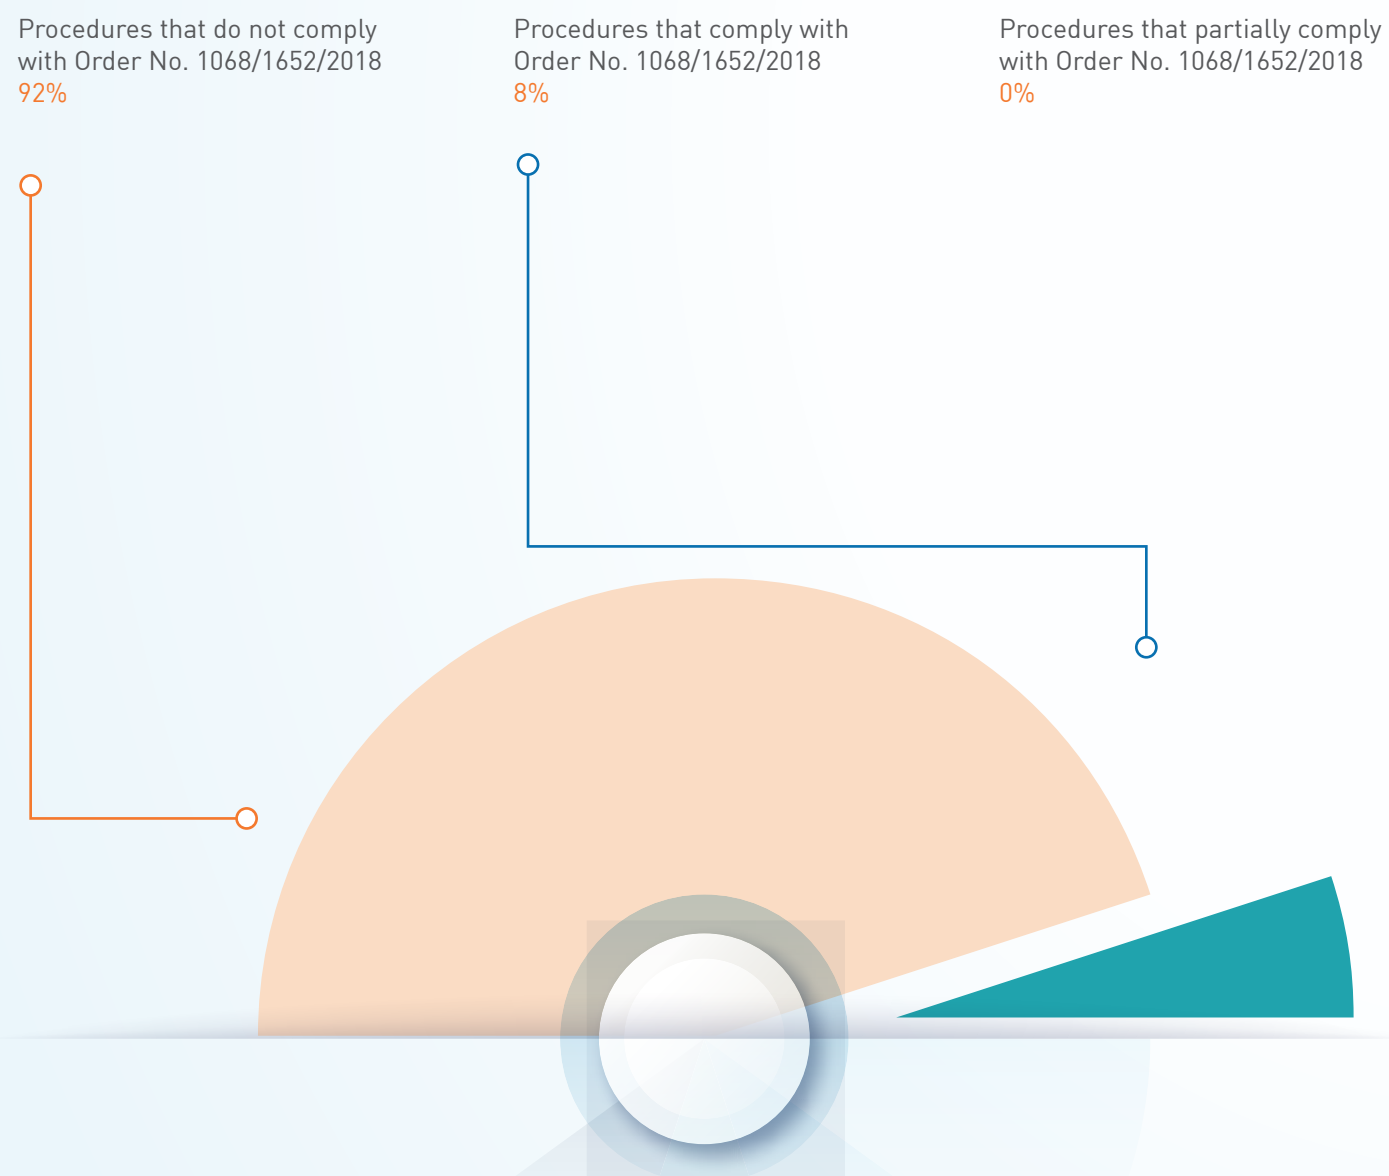 Procedures that do not comply
with Order No. 1068/1652/2018
92%
Procedures that comply with
Order No. 1068/1652/2018
8%
Procedures that partially comply
with Order No. 1068/1652/2018
0%